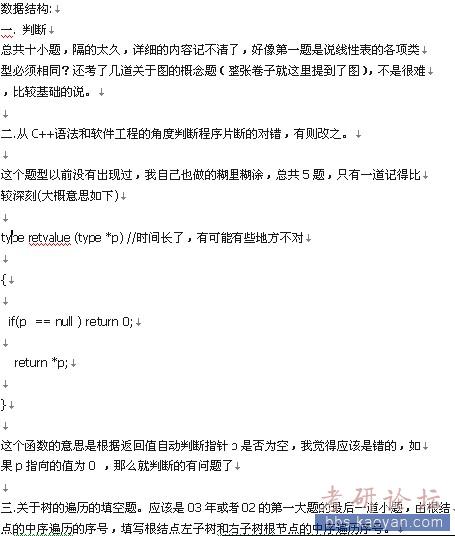 数据结构:
一. 判断
总共十小题，隔的太久，详细的内容记不清了，好像第一题是说线性表的各项类
型必须相同？还考了几道关于图的概念题（整张卷子就这里提到了图），不是很难
，比较基础的说。
二.从 C++语法和软件工程的角度判断程序片断的对错，有则改之。
这个题型以前没有出现过，我自己也做的糊里糊涂，总共 5 题，只有一道记得比
较深刻(大概意思如下)
type retvalue (type *p) //时间长了，有可能有些地方不对
{
if(p == null ) return 0;
return *p;
}
这个函数的意思是根据返回值自动判断指针 p 是否为空，我觉得应该是错的，如
果 p 指向的值为 0 ，那么就判断的有问题了
三.关于树的遍历的填空题。应该是 03 年或者 02 的第一大题的最后一道小题，由根结
点的中序遍历的序号，填写根结点左子树和右子树根节点的中序遍历序号。
考研论坛
bbs.kaoyan.com